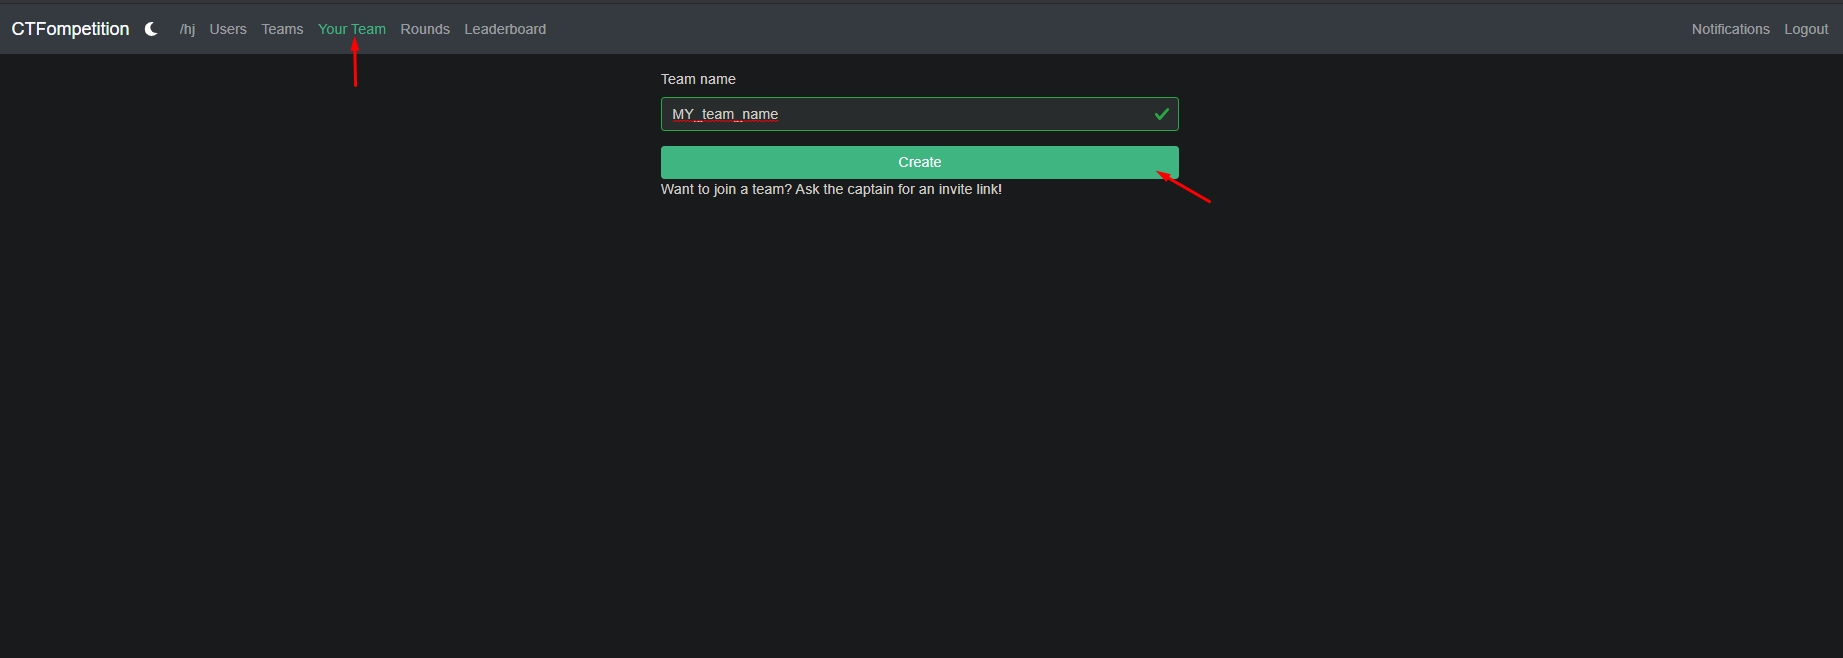 CTFompetition /hj Users Teams Your Team Rounds Leaderboard Notifications Logout
Team name
MY_team_name
Create
Want to join a team? Ask the captain for an invite link!